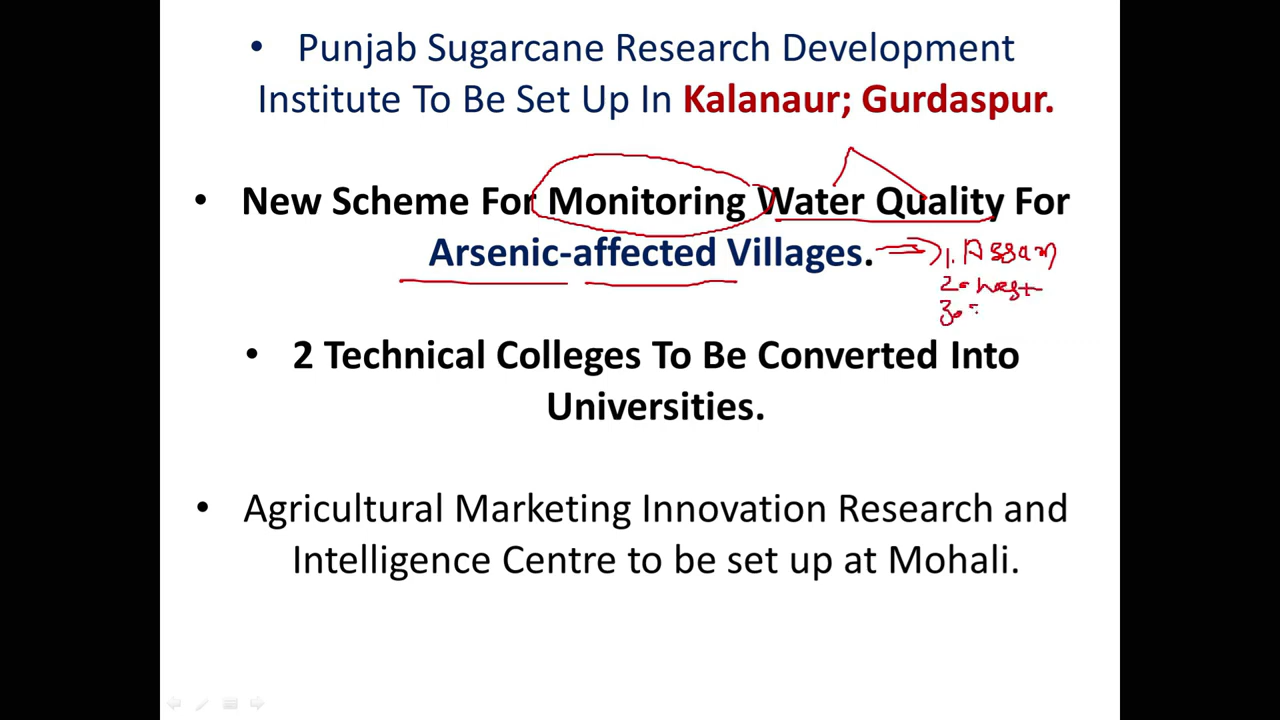 • Punjab Sugarcane Research Development
Institute To Be Set Up In Kalanaur; Gurdaspur.
• New Scheme For Monitoring Water Quality For
Arsenic-affected Villages.
1. Assam
2.
3.
• 2 Technical Colleges To Be Converted Into
Universities.
• Agricultural Marketing Innovation Research and
Intelligence Centre to be set up at Mohali.